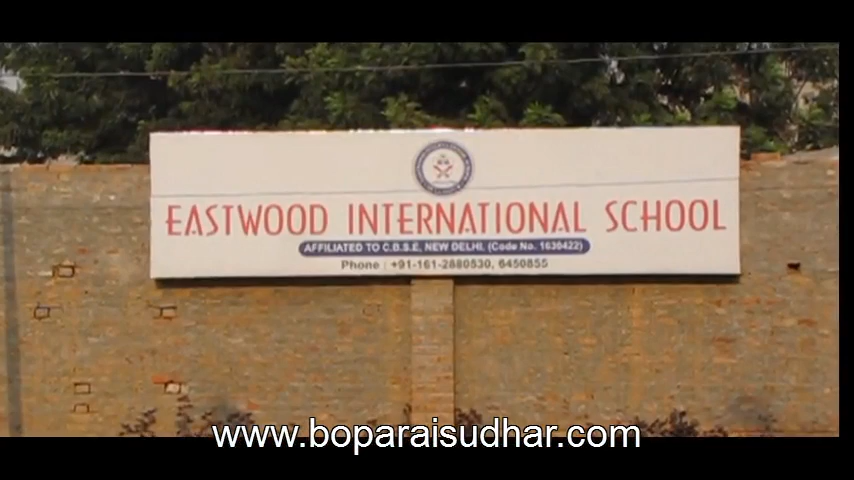 EASTWOOD INTERNATIONAL SCHOOL
AFFILIATED TO C.B.S.E, NEW DELHI, (Code No. 1630422)
Phone : +91-161-2880530, 6450855
www.boparaisudhar.com